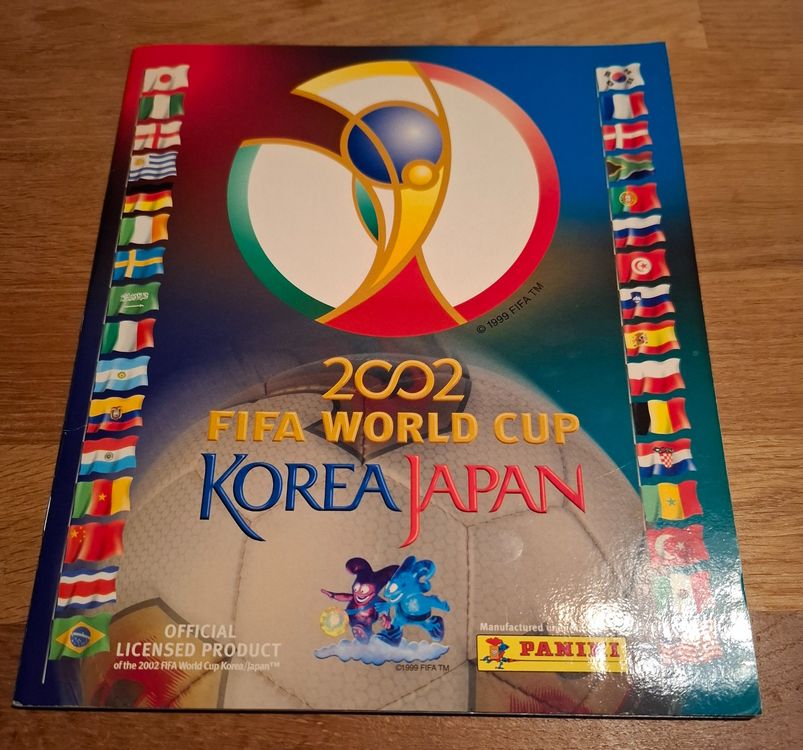 © 1999 FIFA TM
2002
FIFA WORLD CUP
KOREA JAPAN
OFFICIAL
LICENSED PRODUCT
of the 2002 FIFA World Cup Korea/Japan™
©1999 FIFA TM
Manufactured
PANINI